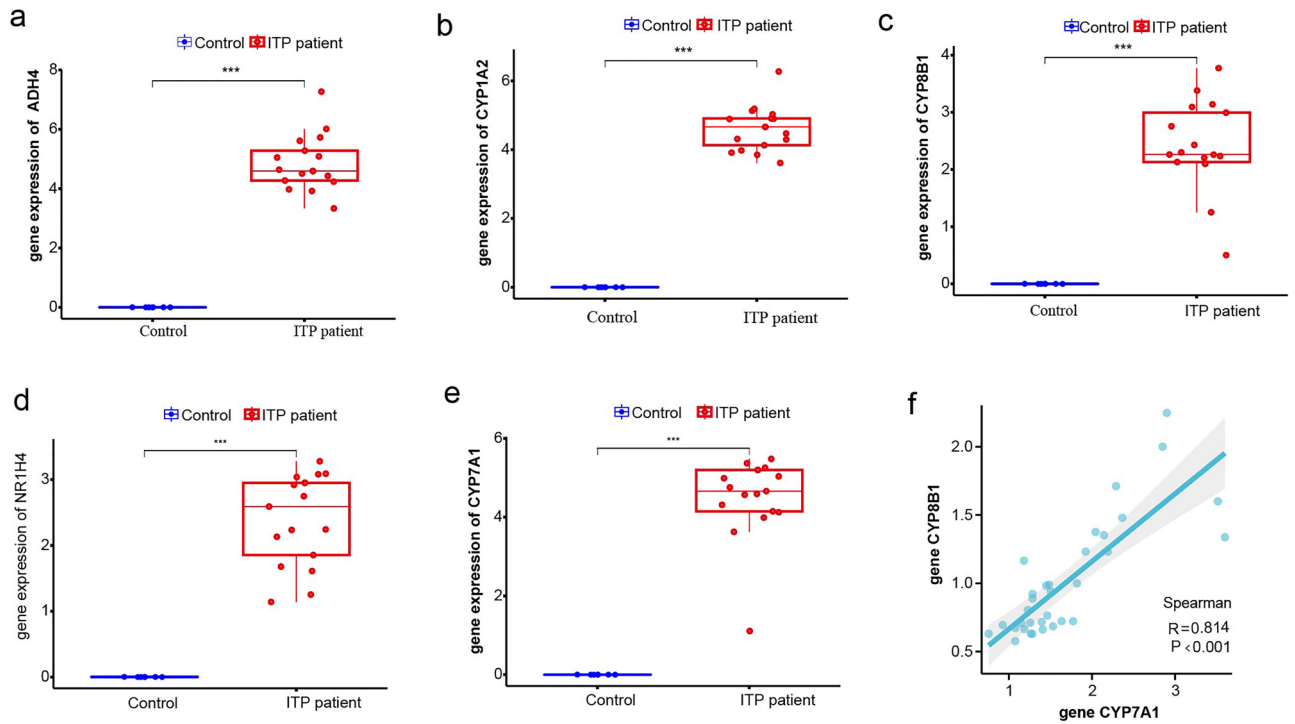 a
Control ITP patient
***
gene expression of ADH4
8
6
4
2
0
Control ITP patient
b
Control ITP patient
***
gene expression of CYP1A2
6
4
2
0
Control ITP patient
c
Control ITP patient
***
gene expression of CYP8B1
4
3
2
1
0
Control ITP patient
d
Control ITP patient
***
gene expression of NR1H4
3
2
1
0
Control ITP patient
e
Control ITP patient
***
gene expression of CYP7A1
6
4
2
0
Control ITP patient
f
gene CYP8B1
2.0
1.5
1.0
0.5
Spearman
R=0.814
P<0.001
1 2 3
gene CYP7A1